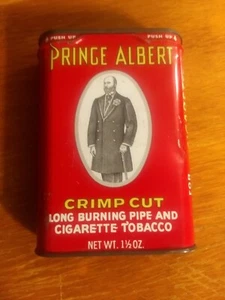 PUSH UP
PUSH UP
PRINCE ALBERT
CRIMP CUT
LONG BURNING PIPE AND
CIGARETTE TOBACCO
NET WT. 1½ OZ.